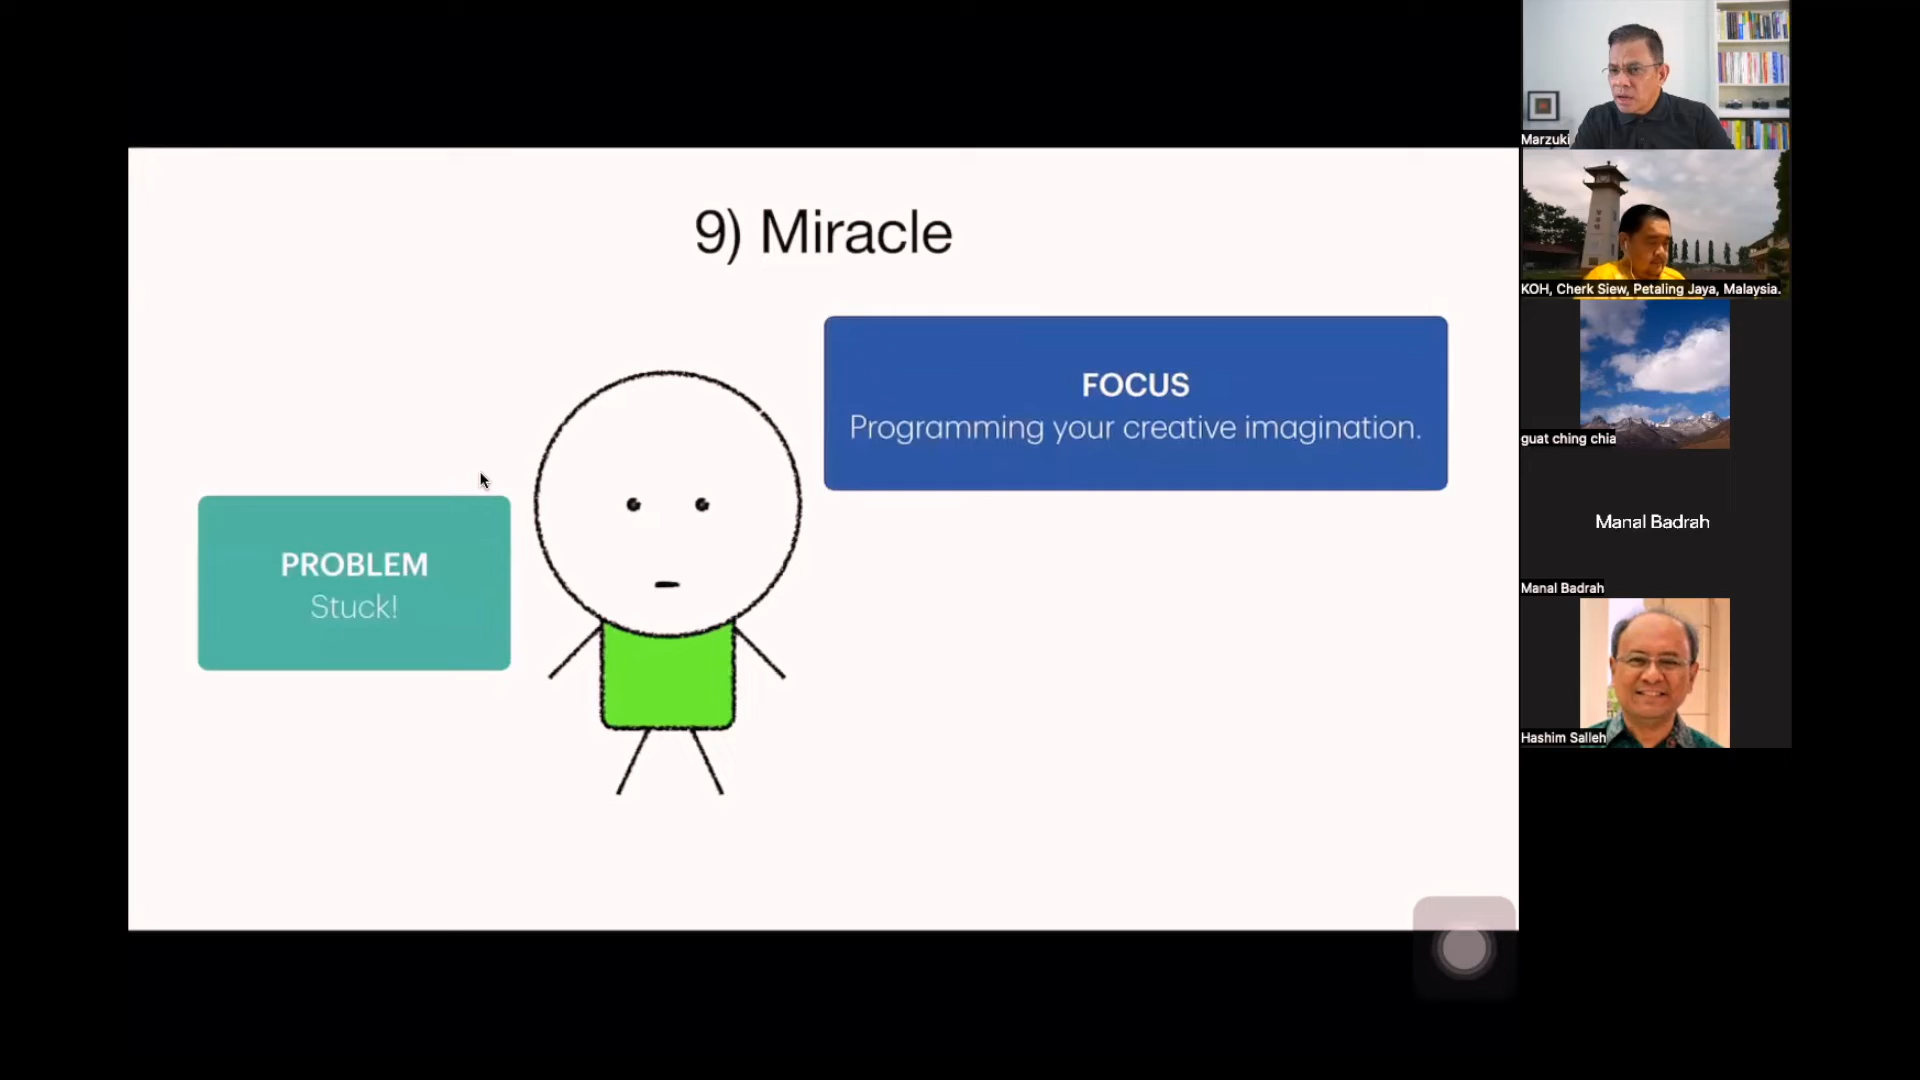 9) Miracle
FOCUS
Programming your creative imagination.
PROBLEM
Stuck!
Marzuki
KOH, Cherk Siew, Petaling Jaya, Malaysia.
guat ching chia
Manal Badrah
Manal Badrah
Hashim Salleh